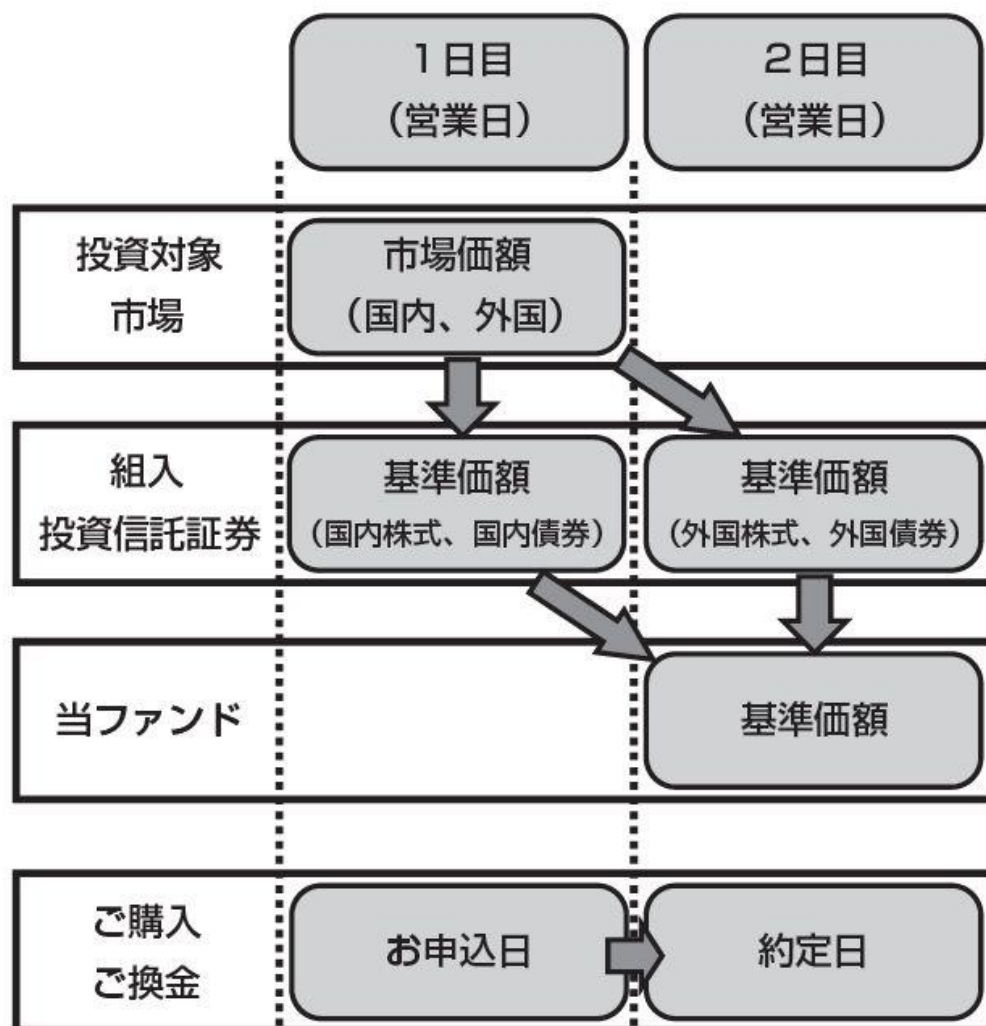 1日目
(営業日)
2日目
(営業日)
投資対象
市場
市場価額
(国内、外国)
組入
投資信託証券
基準価額
(国内株式、国内債券)
基準価額
(外国株式、外国債券)
当ファンド
基準価額
ご購入
ご換金
お申込日
約定日